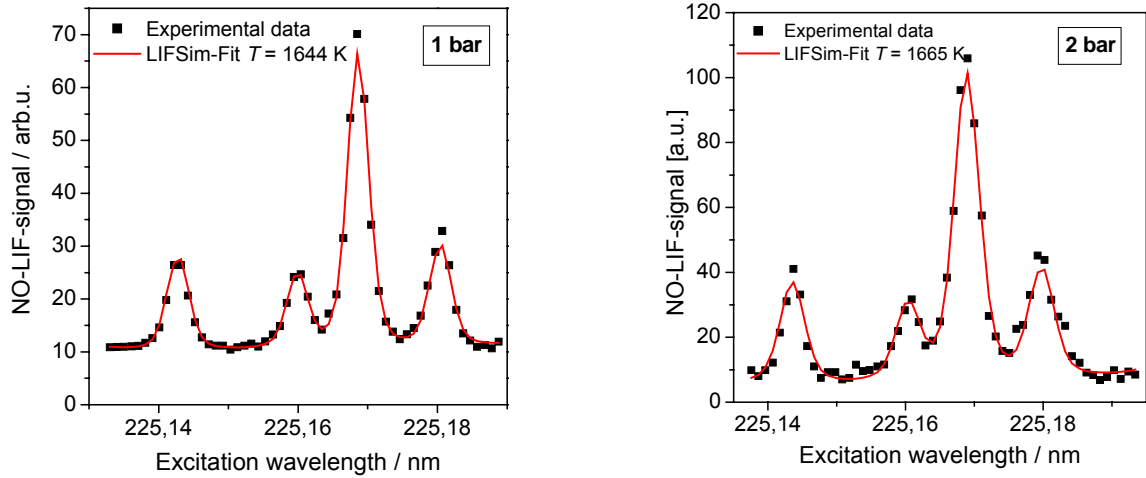 Experimental data
LIFSim-Fit T = 1644 K
1 bar
NO-LIF-signal / arb.u.
70
60
50
40
30
20
10
0
225,14
225,16
225,18
Excitation wavelength / nm
Experimental data
LIFSim-Fit T = 1665 K
2 bar
NO-LIF-signal [a.u.]
120
100
80
60
40
20
0
225,14
225,16
225,18
Excitation wavelength / nm